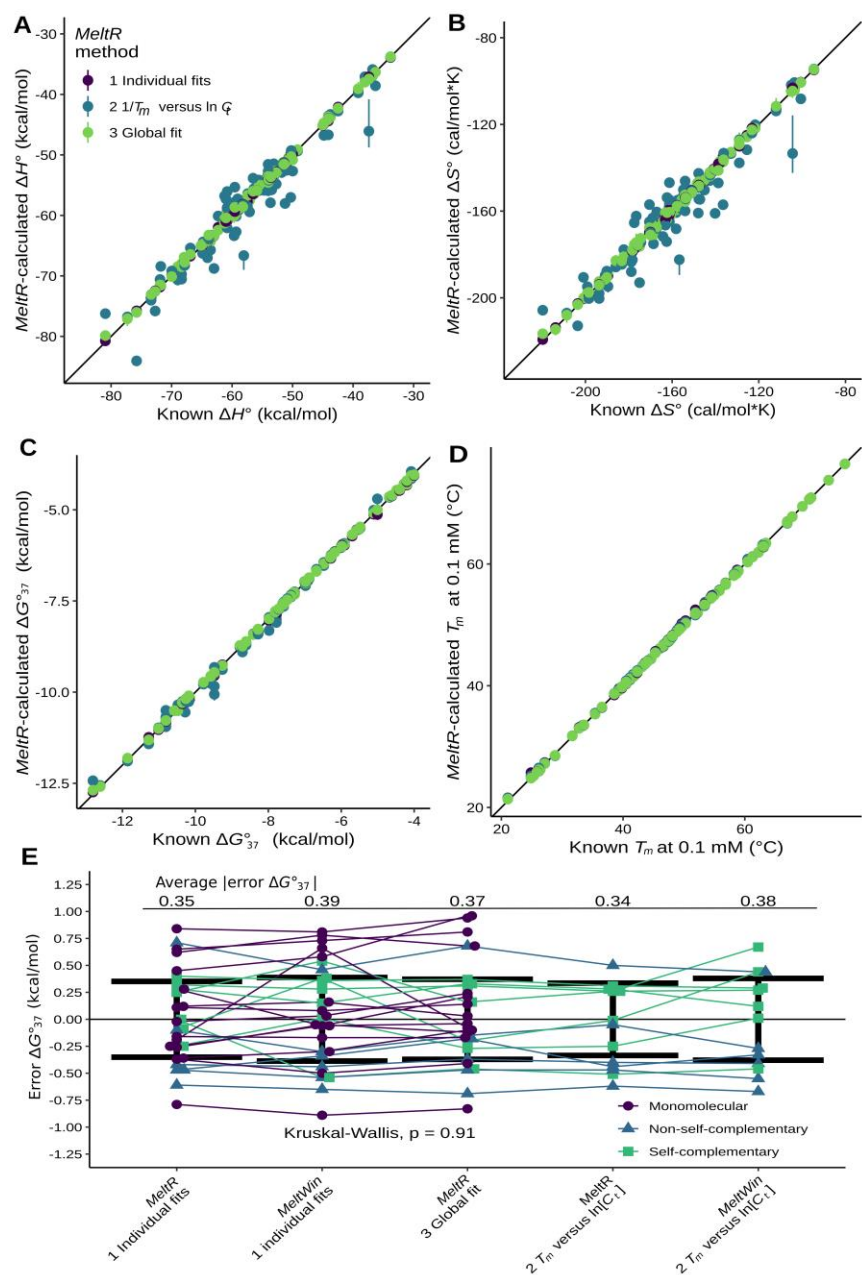 A
MeltR
method
1 Individual fits
2 1/Tm versus ln Ct
3 Global fit
MeltR-calculated ΔH° (kcal/mol)
-30
-40
-50
-60
-70
-80
-80
-70
-60
-50
-40
-30
Known ΔH° (kcal/mol)
B
MeltR-calculated ΔS° (cal/mol*K)
-80
-120
-160
-200
-200
-160
-120
-80
Known ΔS° (cal/mol*K)
C
MeltR-calculated ΔG°37 (kcal/mol)
-5.0
-7.5
-10.0
-12.5
-12
-10
-8
-6
-4
Known ΔG°37 (kcal/mol)
D
MeltR-calculated Tm at 0.1 mM (°C)
60
40
20
20
40
60
Known Tm at 0.1 mM (°C)
E
Error ΔG°37 (kcal/mol)
1.25
1.00
0.75
0.50
0.25
0.00
-0.25
-0.50
-0.75
-1.00
-1.25
Average |error ΔG°37|
0.35 0.39 0.37 0.34 0.38
Kruskal-Wallis, p = 0.91
Monomolecular
Non-self-complementary
Self-complementary
MeltR
1 Individual fits
MeltWin
1 individual fits
MeltR
3 Global fit
MeltR
2 Tm versus ln[Ct]
MeltWin
2 Tm versus ln[Ct]